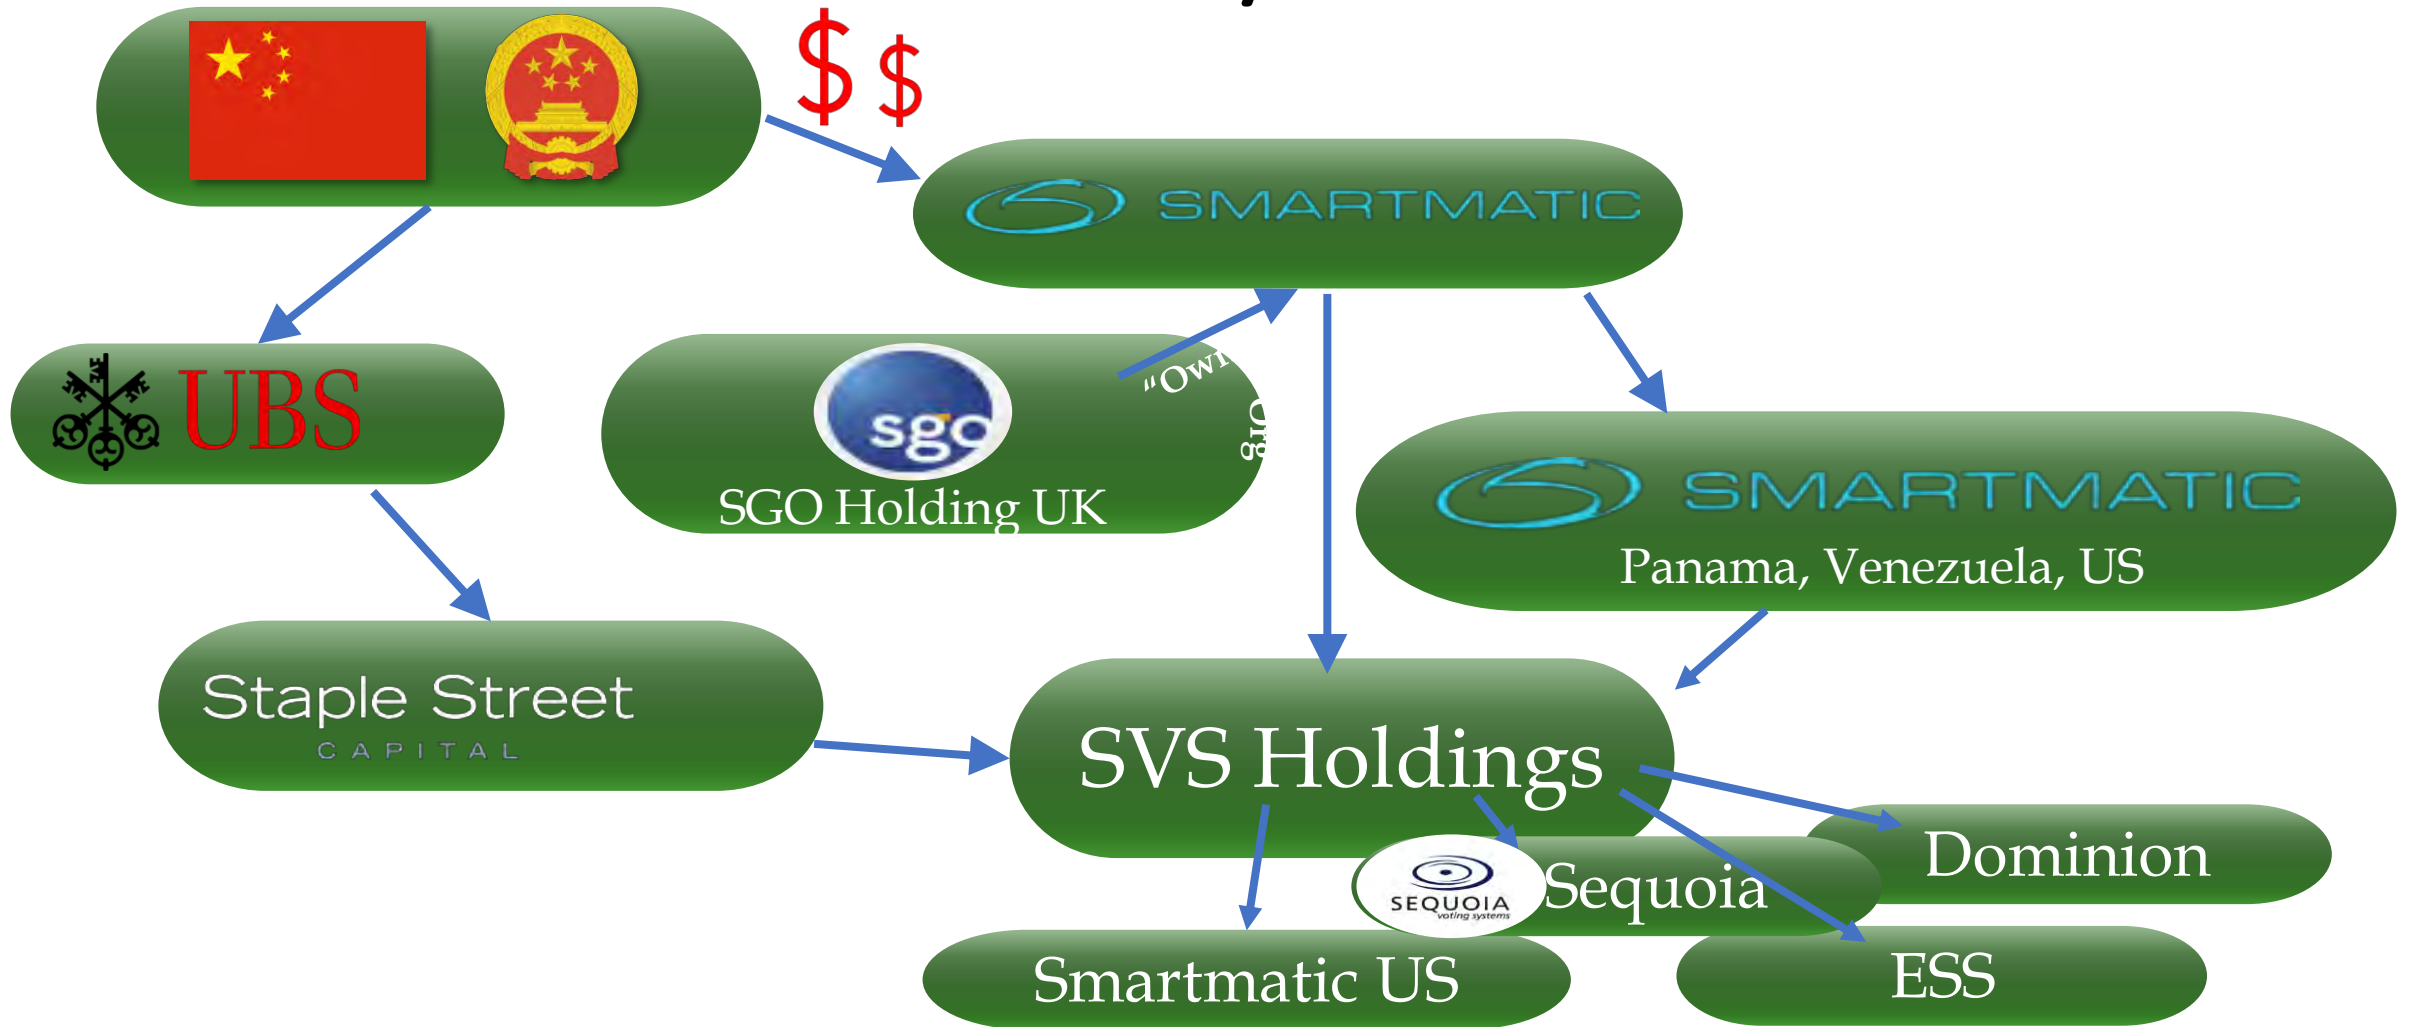 $ $
SMARTMATIC
UBS
sgo
SGO Holding UK
SMARTMATIC
Panama, Venezuela, US
Staple Street
CAPITAL
SVS Holdings
Dominion
SEQUOIA
voting systems
Sequoia
ESS
Smartmatic US